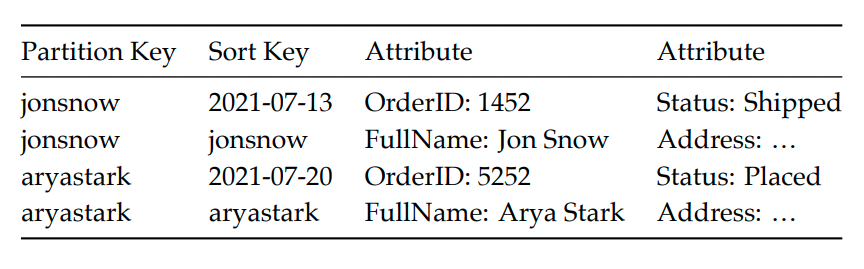 Partition Key Sort Key Attribute Attribute
jonsnow 2021-07-13 OrderID: 1452 Status: Shipped
jonsnow jonsnow FullName: Jon Snow Address: …
aryastark 2021-07-20 OrderID: 5252 Status: Placed
aryastark aryastark FullName: Arya Stark Address: …